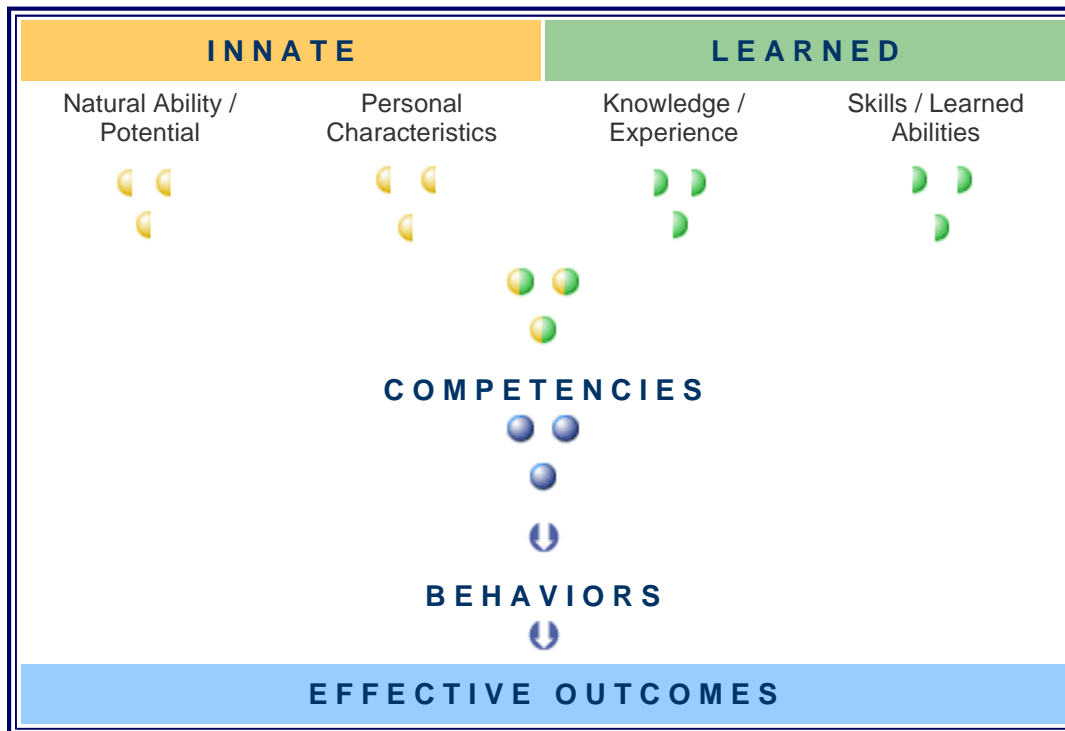 INNATE
LEARNED
Natural Ability /
Potential
Personal
Characteristics
Knowledge /
Experience
Skills / Learned
Abilities
COMPETENCIES
BEHAVIORS
EFFECTIVE OUTCOMES